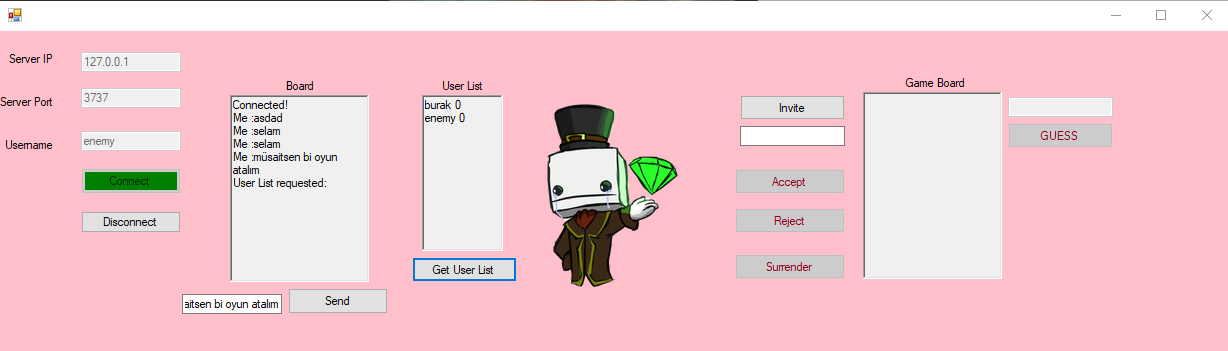 Server IP
127.0.0.1
Server Port
3737
Username
enemy
Connect
Disconnect
Board
Connected!
Me :asdad
Me :selam
Me :selam
Me :müsaitsen bi oyun
atalım
User List requested:
aitsen bi oyun atalım
Send
User List
burak 0
enemy 0
Get User List
Invite
Accept
Reject
Surrender
Game Board
GUESS